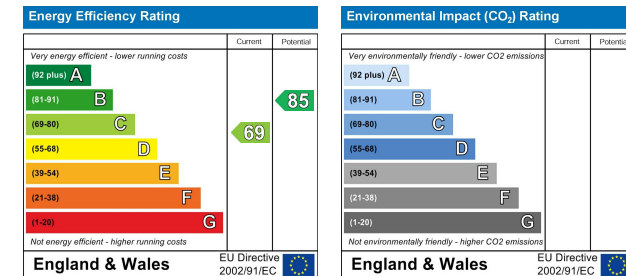 Energy Efficiency Rating
Current Potential
Very energy efficient - lower running costs
(92 plus) A
(81-91) B
85
(69-80) C
69
(55-68) D
(39-54) E
(21-38) F
(1-20) G
Not energy efficient - higher running costs
England & Wales
EU Directive
2002/91/EC
Environmental Impact (CO₂) Rating
Current Potential
Very environmentally friendly - lower CO2 emissions
(92 plus) A
(81-91) B
(69-80) C
(55-68) D
(39-54) E
(21-38) F
(1-20) G
Not environmentally friendly - higher CO2 emissions
England & Wales
EU Directive
2002/91/EC